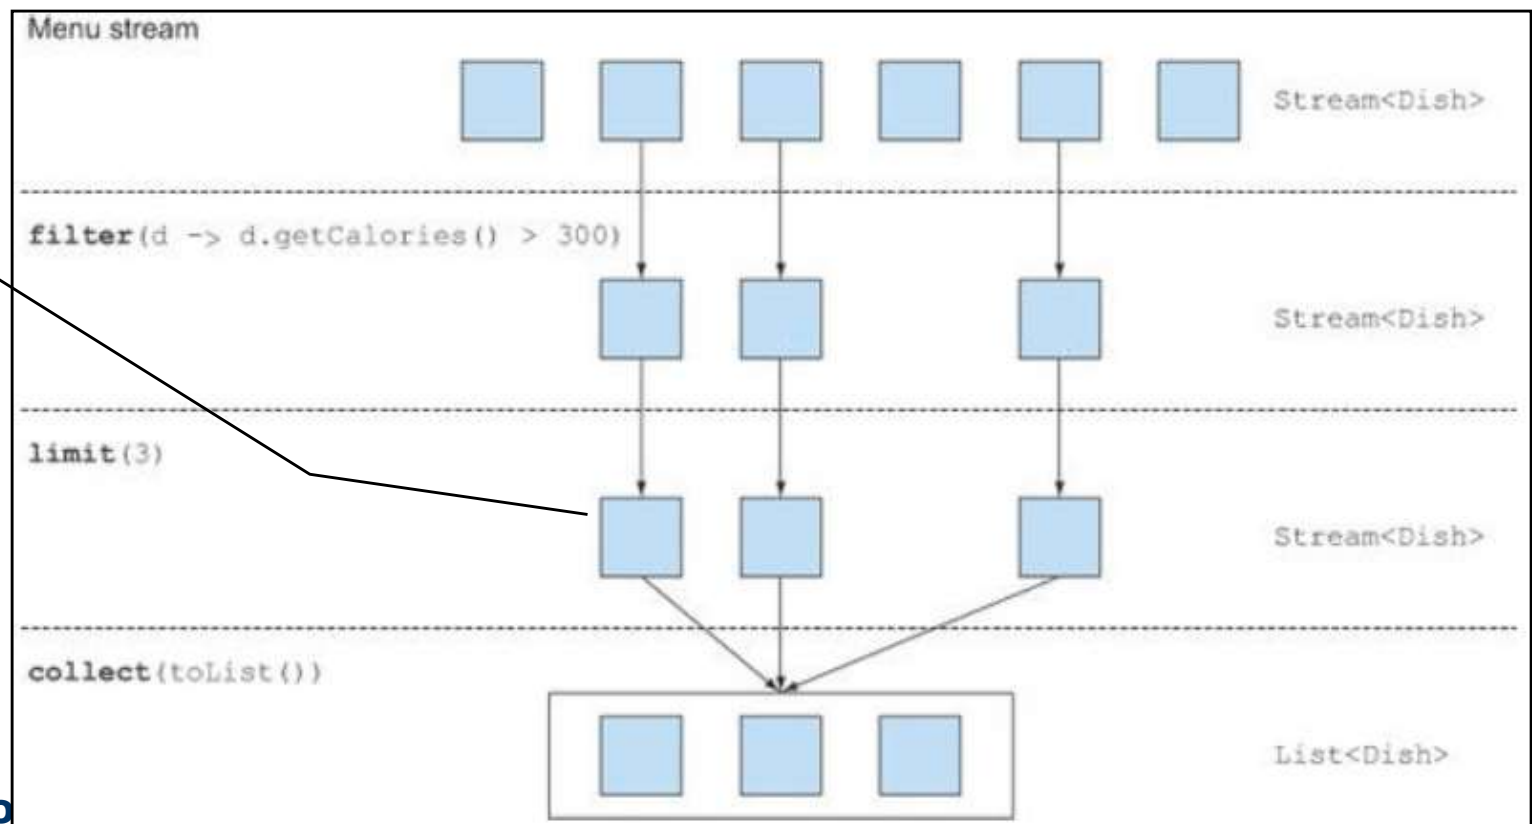 Menu stream
Stream<Dish>
filter(d -> d.getCalories() > 300)
Stream<Dish>
limit(3)
Stream<Dish>
collect(toList())
List<Dish>